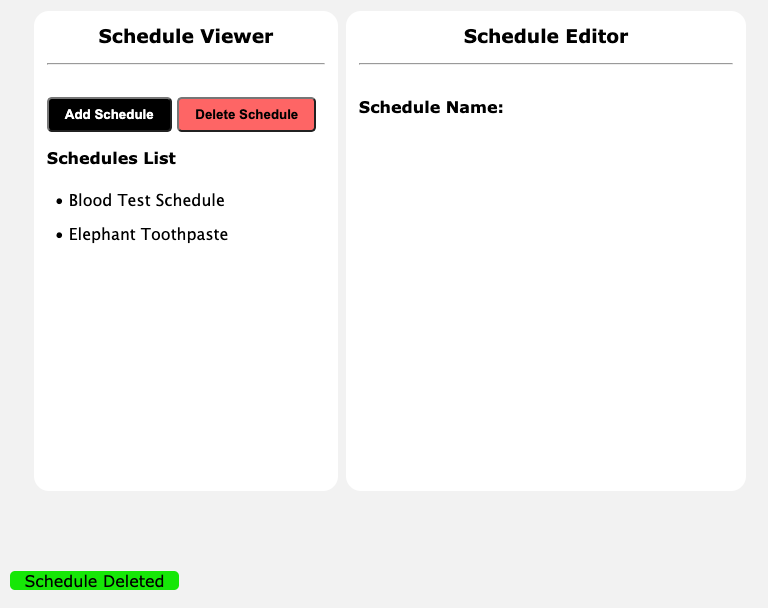 Schedule Viewer
Add Schedule
Delete Schedule
Schedules List
Blood Test Schedule
Elephant Toothpaste
Schedule Editor
Schedule Name:
Schedule Deleted